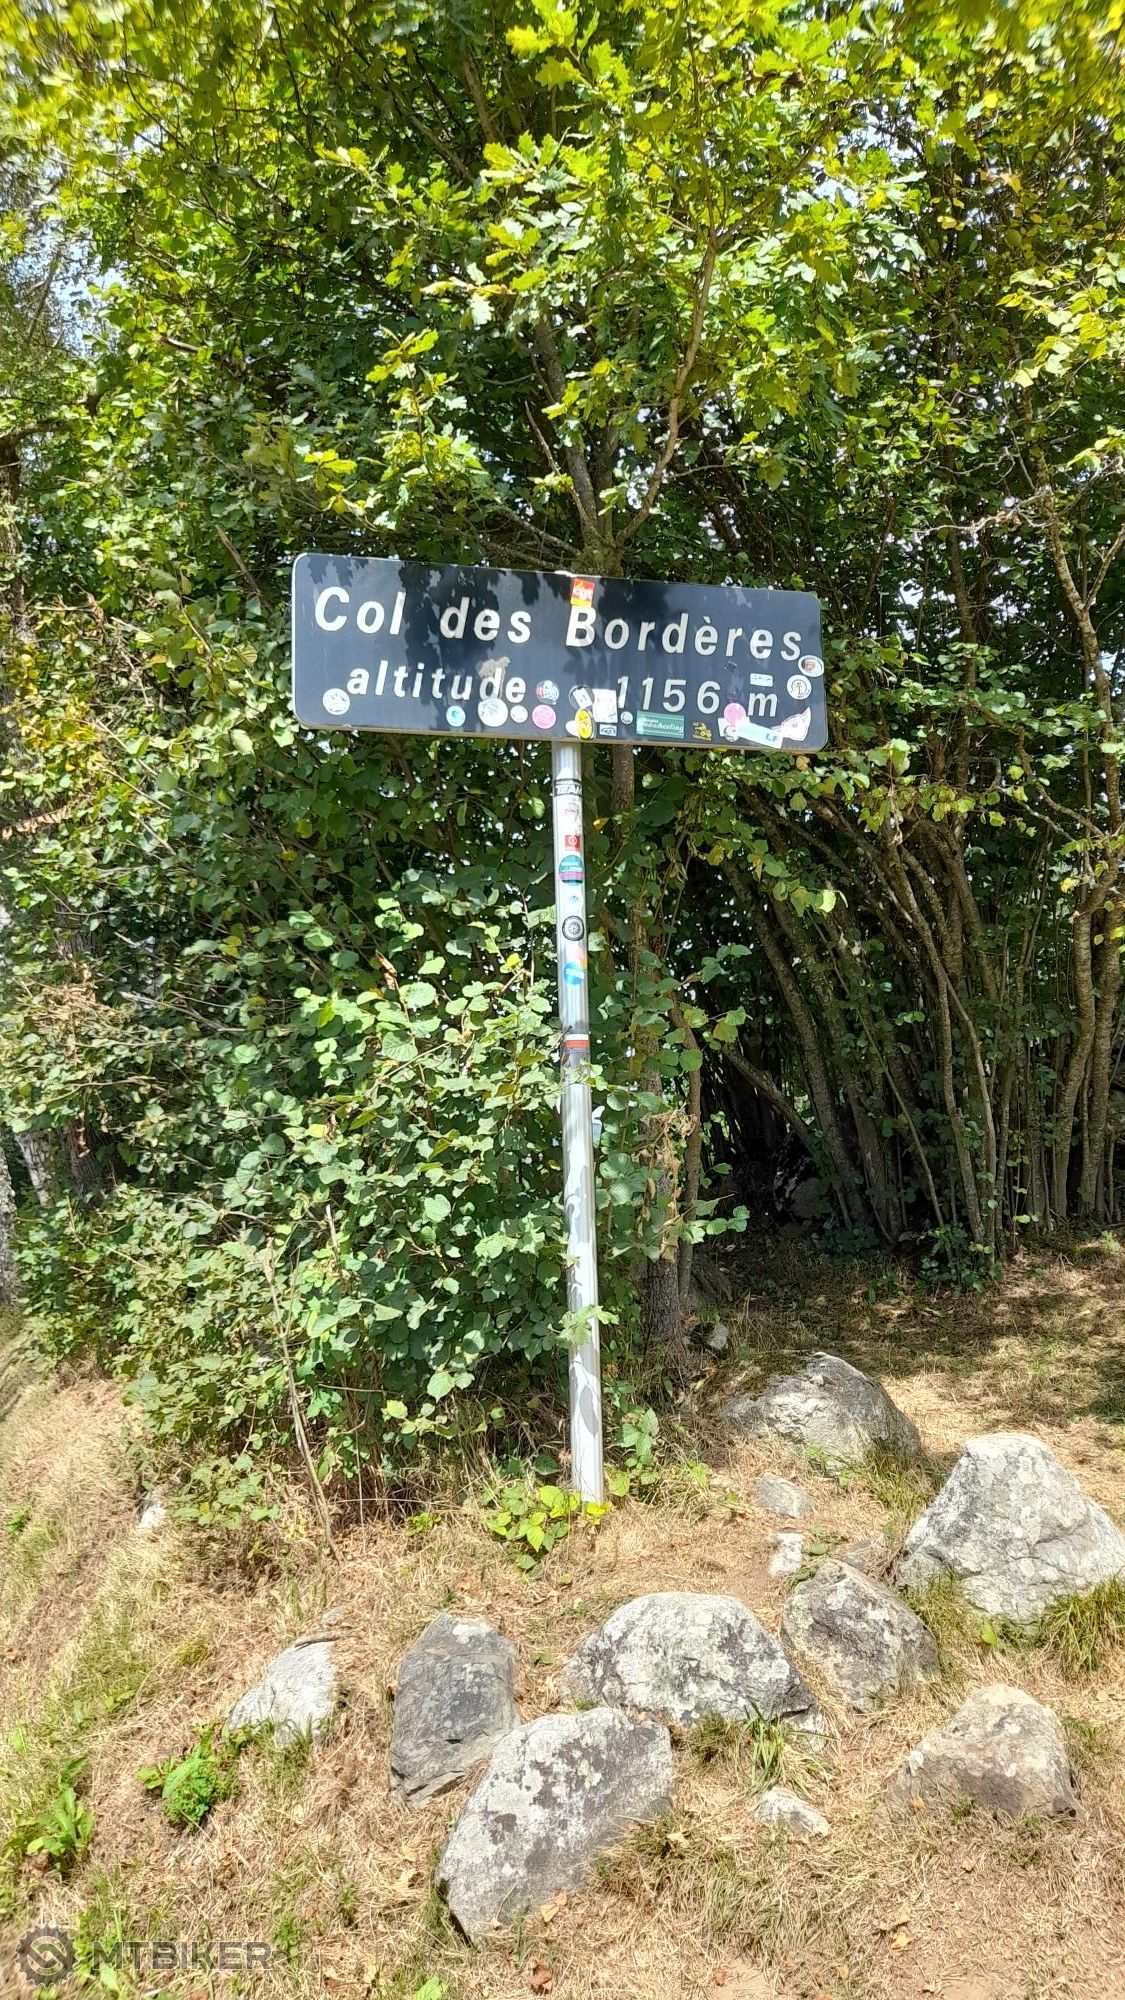 Col des Bordères
altitude 1156 m
MTBIKER